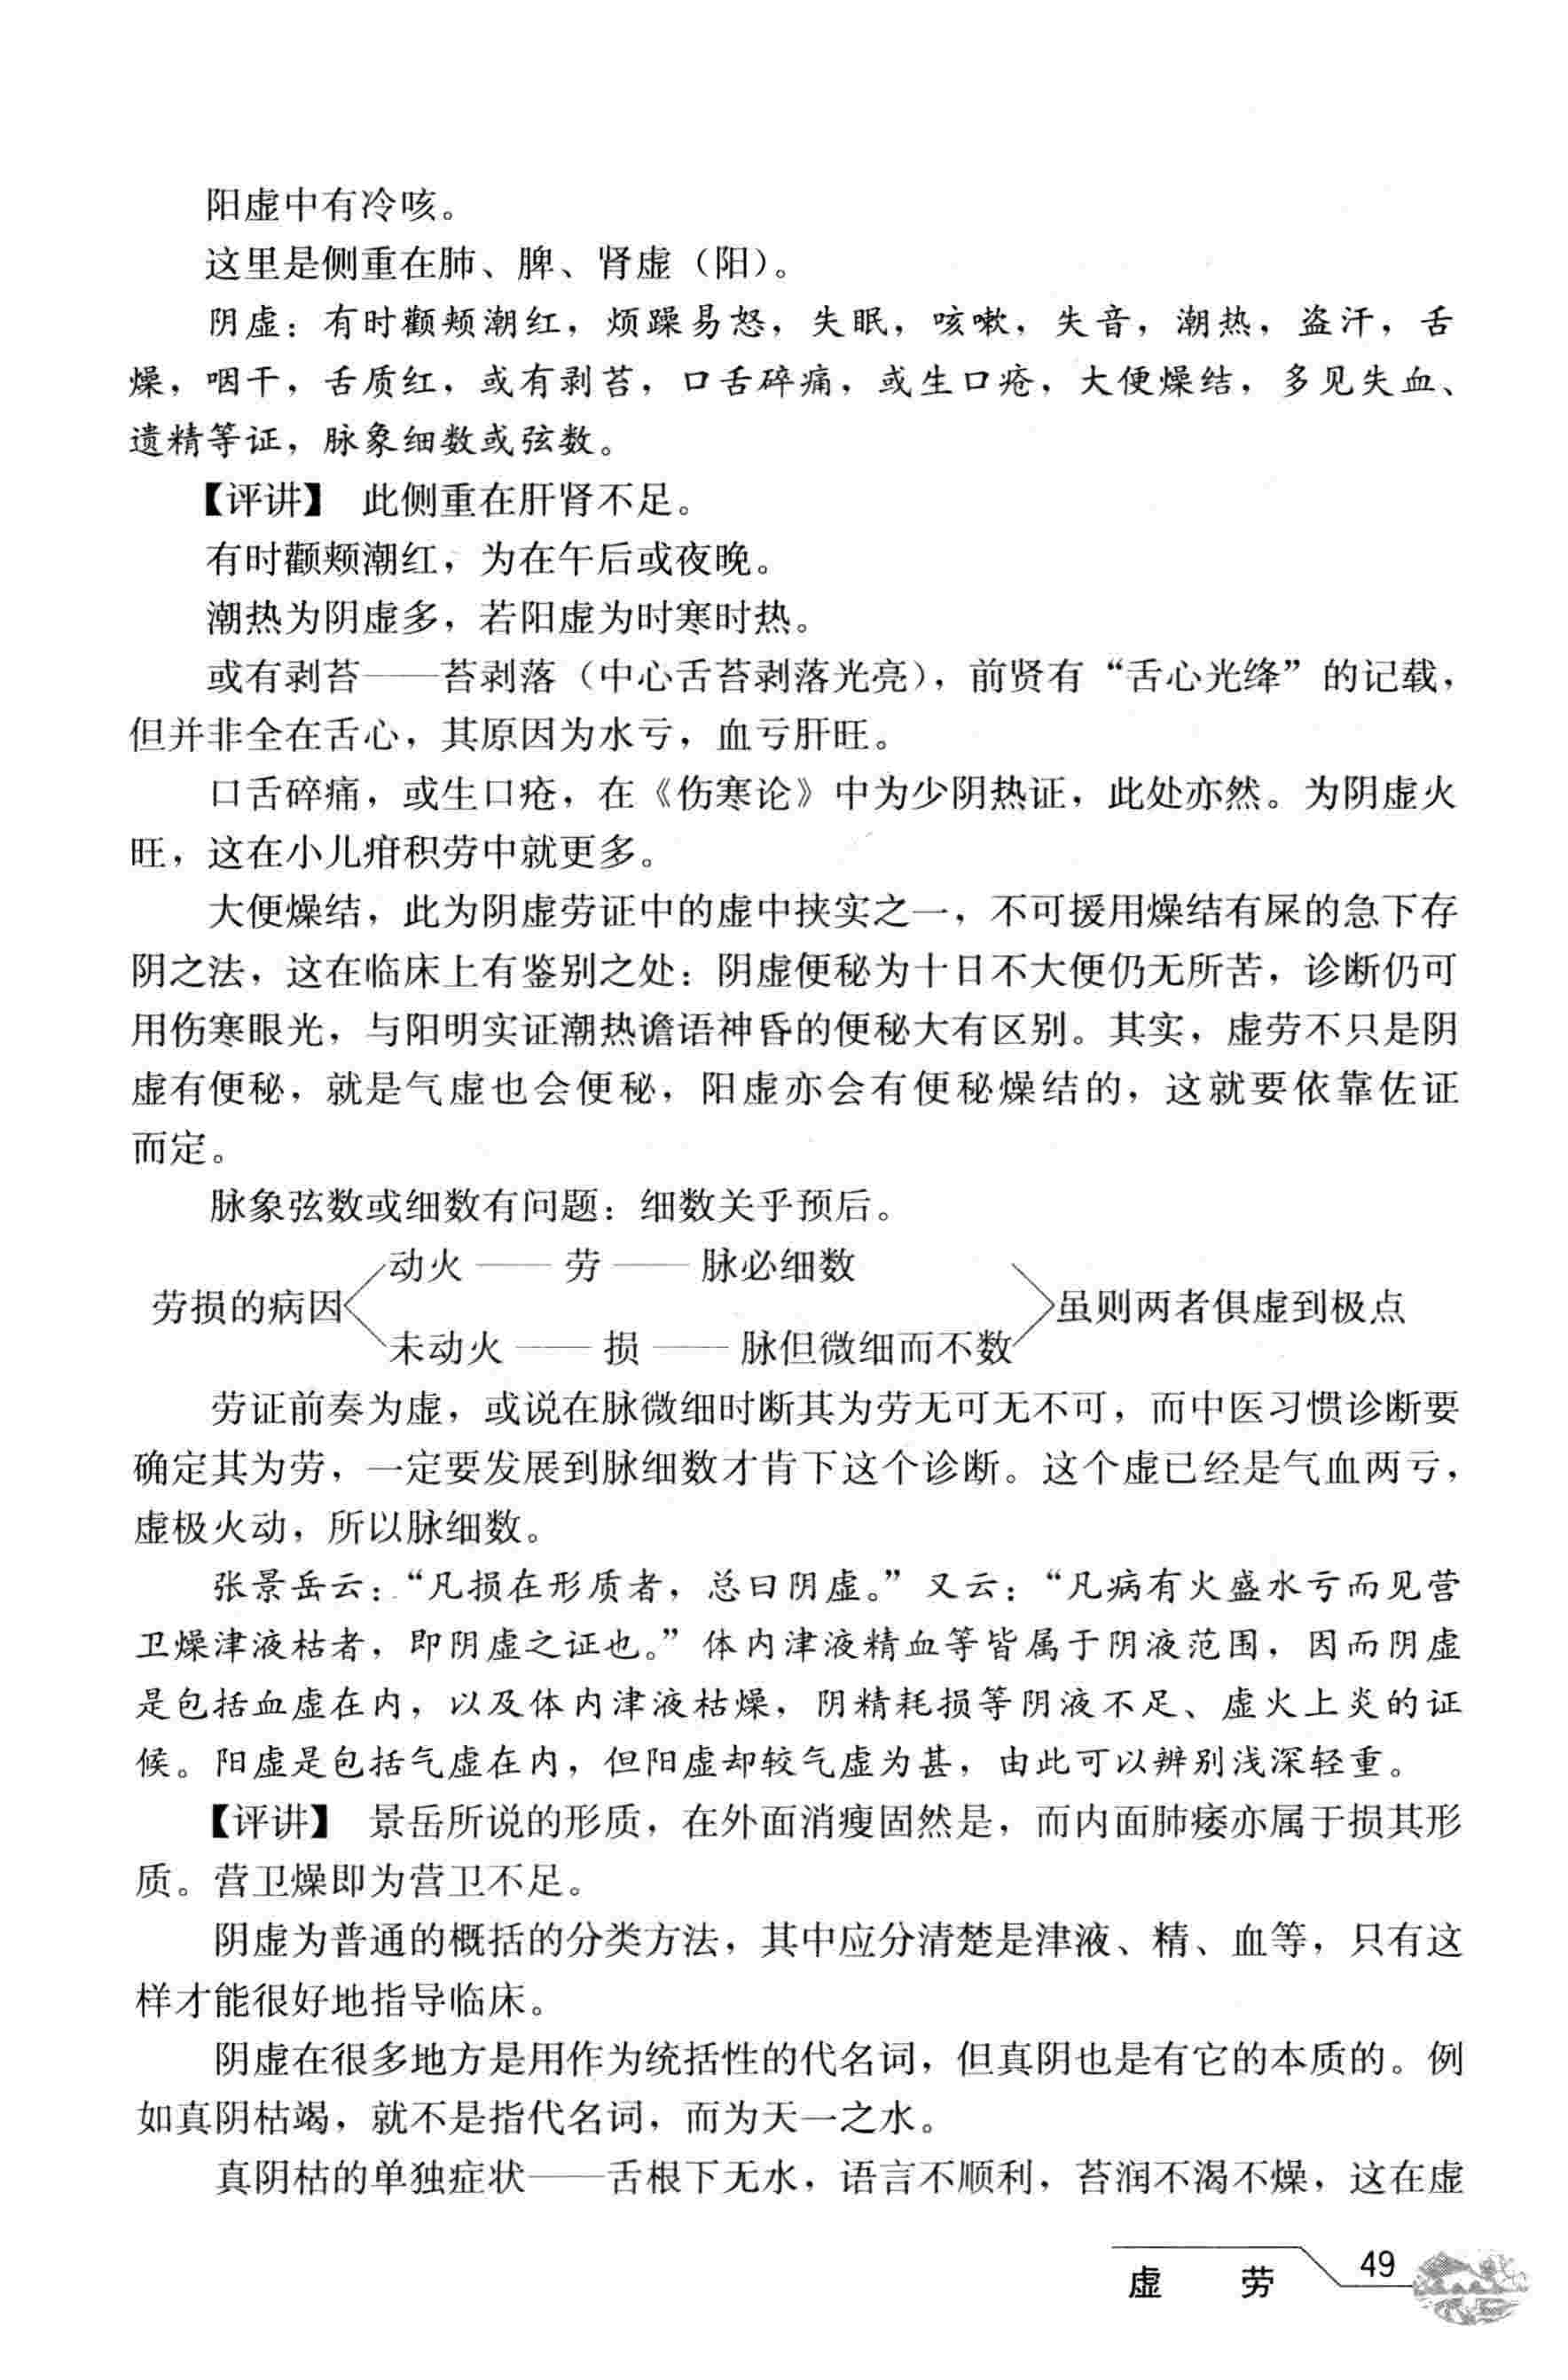 阳虚中有冷咳。
这里是侧重在肺、脾、肾虚（阳）。
阴虚：有时颧颊潮红，烦躁易怒，失眠，咳嗽，失音，潮热，盗汗，舌
燥，咽干，舌质红，或有剥苔，口舌碎痛，或生口疮，大便燥结，多见失血、
遗精等证，脉象细数或弦数。
【评讲】 此侧重在肝肾不足。
有时颧颊潮红，为在午后或夜晚。
潮热为阴虚多，若阳虚为时寒时热。
或有剥苔——苔剥落（中心舌苔剥落光亮），前贤有“舌心光绛”的记载，
但并非全在舌心，其原因为水亏，血亏肝旺。
口舌碎痛，或生口疮，在《伤寒论》中为少阴热证，此处亦然。为阴虚火
旺，这在小儿疳积劳中就更多。
大便燥结，此为阴虚劳证中的虚中挟实之一，不可援用燥结有屎的急下存
阴之法，这在临床上有鉴别之处：阴虚便秘为十日不大便仍无所苦，诊断仍可
用伤寒眼光，与阳明实证潮热谵语神昏的便秘大有区别。其实，虚劳不只是阴
虚有便秘，就是气虚也会便秘，阳虚亦会有便秘燥结的，这就要依靠佐证
而定。
脉象弦数或细数有问题：细数关乎预后。
动火——劳——脉必细数
劳损的病因 虽则两者俱虚到极点
未动火——损——脉但微细而不数
劳证前奏为虚，或说在脉微细时断其为劳无可无不可，而中医习惯诊断要
确定其为劳，一定要发展到脉细数才肯下这个诊断。这个虚已经是气血两亏，
虚极火动，所以脉细数。
张景岳云：“凡损在形质者，总曰阴虚。”又云：“凡病有火盛水亏而见营
卫燥津液枯者，即阴虚之证也。”体内津液精血等皆属于阴液范围，因而阴虚
是包括血虚在内，以及体内津液枯燥，阴精耗损等阴液不足、虚火上炎的证
候。阳虚是包括气虚在内，但阳虚却较气虚为甚，由此可以辨别浅深轻重。
【评讲】 景岳所说的形质，在外面消瘦固然是，而内面肺痿亦属于损其形
质。营卫燥即为营卫不足。
阴虚为普通的概括的分类方法，其中应分清楚是津液、精、血等，只有这
样才能很好地指导临床。
阴虚在很多地方是用作为统括性的代名词，但真阴也是有它的本质的。例
如真阴枯竭，就不是指代名词，而为天一之水。
真阴枯的单独症状——舌根下无水，语言不顺利，苔润不渴不燥，这在虚
虚 劳 49